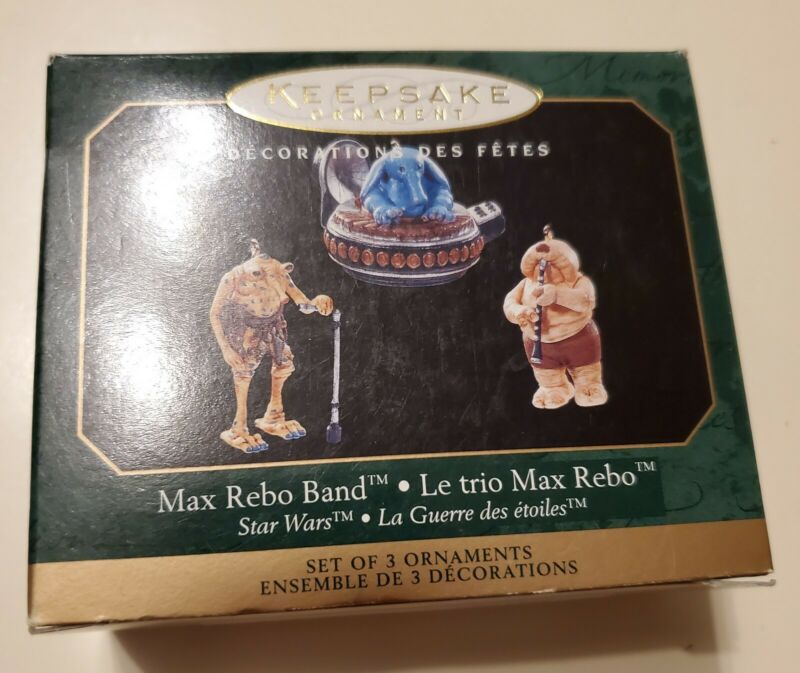 KEEPSAKE
ORNAMENT
DÉCORATIONS DES FÊTES
Max Rebo Band™ • Le trio Max Rebo™
Star Wars™ • La Guerre des étoiles™
SET OF 3 ORNAMENTS
ENSEMBLE DE 3 DÉCORATIONS